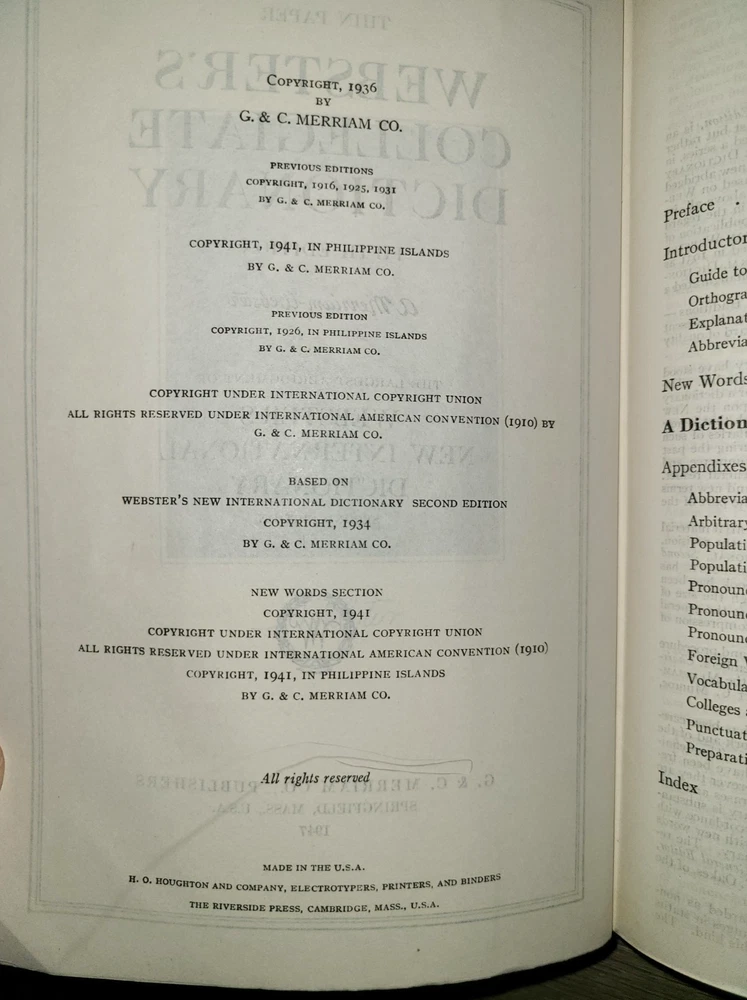 COPYRIGHT, 1936
BY
G. & C. MERRIAM CO.
PREVIOUS EDITIONS
COPYRIGHT, 1916, 1925, 1931
BY G. & C. MERRIAM CO.
COPYRIGHT, 1941, IN PHILIPPINE ISLANDS
BY G. & C. MERRIAM CO.
PREVIOUS EDITION
COPYRIGHT, 1926, IN PHILIPPINE ISLANDS
BY G. & C. MERRIAM CO.
COPYRIGHT UNDER INTERNATIONAL COPYRIGHT UNION
ALL RIGHTS RESERVED UNDER INTERNATIONAL AMERICAN CONVENTION (1910) BY
G. & C. MERRIAM CO.
BASED ON
WEBSTER'S NEW INTERNATIONAL DICTIONARY SECOND EDITION
COPYRIGHT, 1934
BY G. & C. MERRIAM CO.
NEW WORDS SECTION
COPYRIGHT, 1941
COPYRIGHT UNDER INTERNATIONAL COPYRIGHT UNION
ALL RIGHTS RESERVED UNDER INTERNATIONAL AMERICAN CONVENTION (1910)
COPYRIGHT, 1941, IN PHILIPPINE ISLANDS
BY G. & C. MERRIAM CO.
All rights reserved
MADE IN THE U.S.A.
H. O. HOUGHTON AND COMPANY, ELECTROTYPERS, PRINTERS, AND BINDERS
THE RIVERSIDE PRESS, CAMBRIDGE, MASS., U.S.A.
Preface .
Introductor
Guide to
Orthogra
Explanat
Abbrevia
New Words
A Diction
Appendixes
Abbrevia
Arbitrary
Populati
Populati
Pronoun
Pronoun
Pronoun
Foreign
Vocabula
Colleges
Punctuat
Preparati
Index